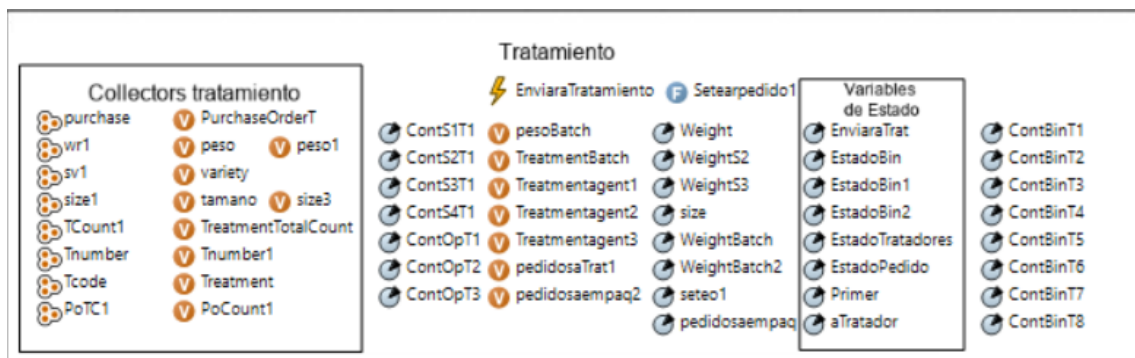 Tratamiento
Collectors tratamiento
purchase PurchaseOrderT
wr1 peso peso1
sv1 variety
size1 tamano size3
TCount1 TreatmentTotalCount
Tnumber Tnumber1
Tcode Treatment
PoTC1 PoCount1
ContS1T1
ContS2T1
ContS3T1
ContS4T1
ContOpT1
ContOpT2
ContOpT3
V EnviaraTratamiento F Setearpedido1
pesoBatch
TreatmentBatch
Treatmentagent1
Treatmentagent2
Treatmentagent3
pedidosaTrat1
pedidosaempaq2
Weight
WeightS2
WeightS3
size
WeightBatch
WeightBatch2
seteo1
pedidosaempaq
Variables
de Estado
EnviaraTrat
EstadoBin
EstadoBin1
EstadoBin2
EstadoTratadores
EstadoPedido
Primer
aTratador
ContBinT1
ContBinT2
ContBinT3
ContBinT4
ContBinT5
ContBinT6
ContBinT7
ContBinT8